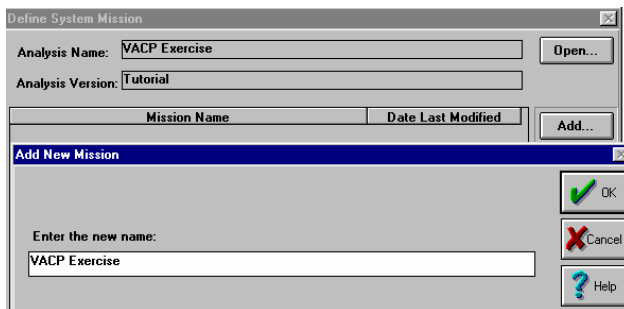 Define System Mission
Analysis Name: VACP Exercise
Open...
Analysis Version: Tutorial
Mission Name Date Last Modified
Add...
Add New Mission
OK
Enter the new name:
Cancel
VACP Exercise
Help